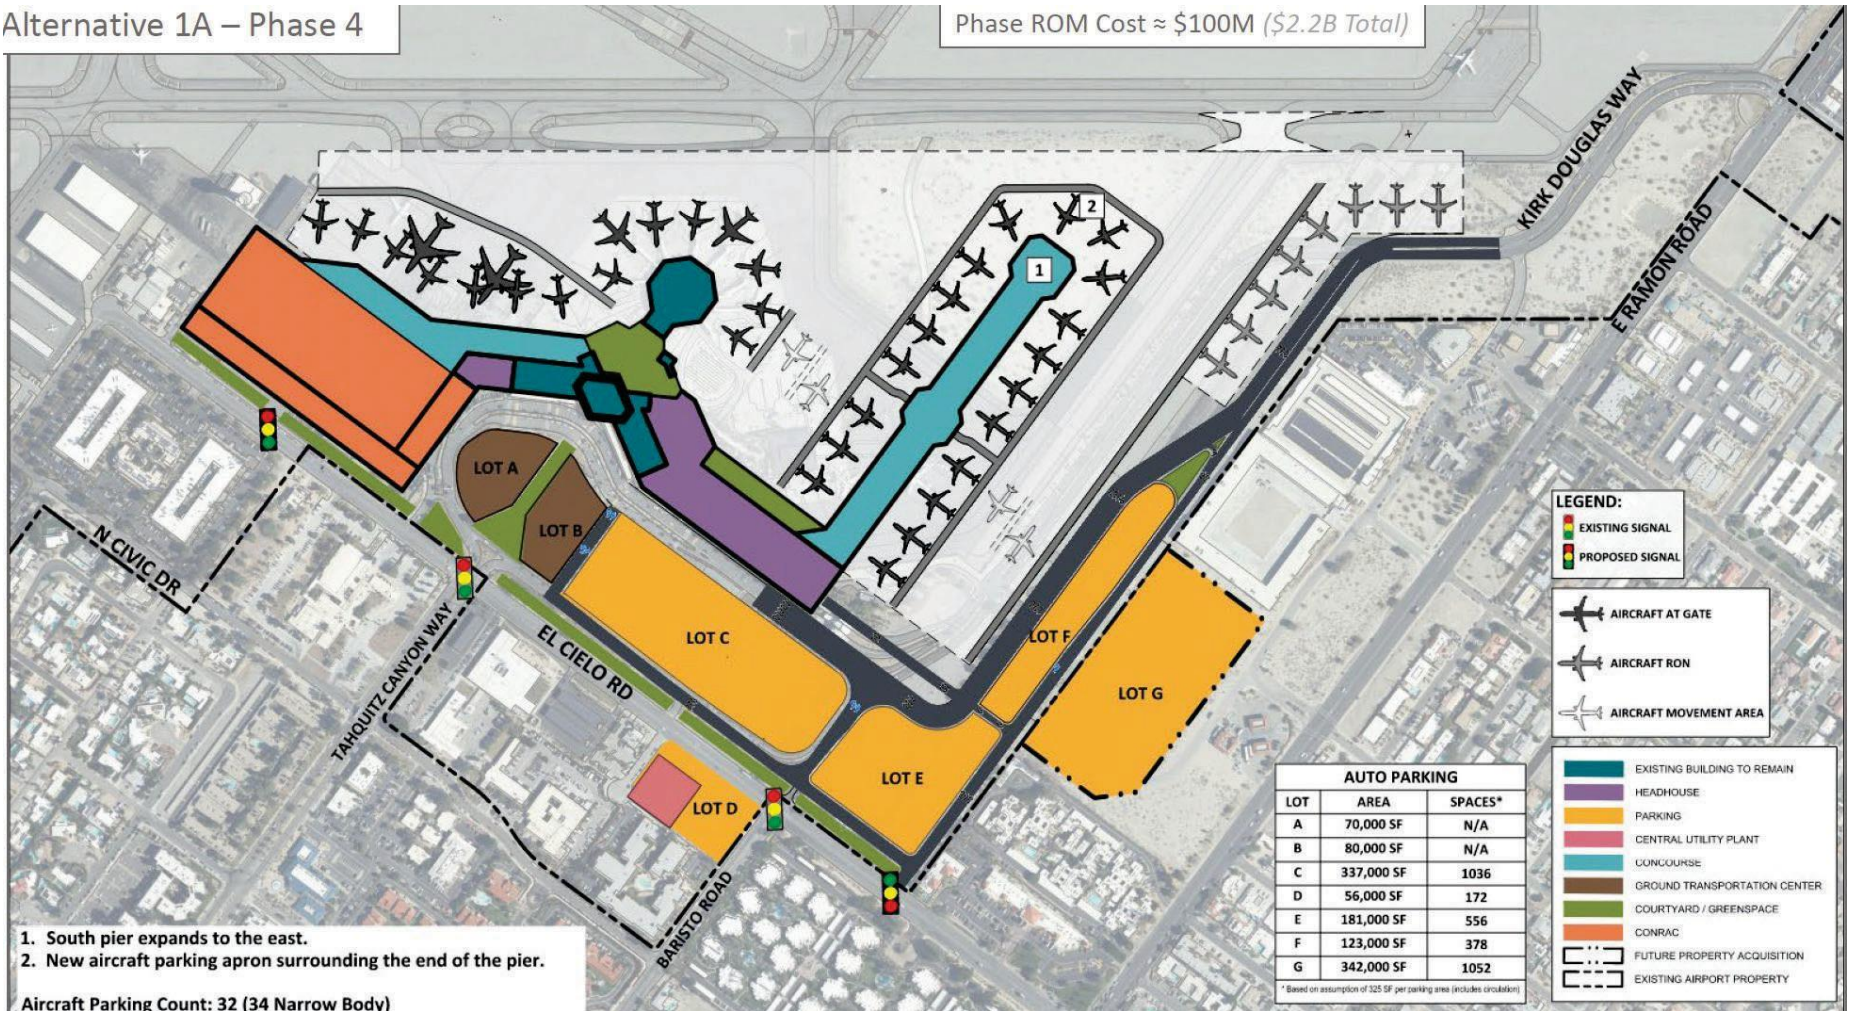 Alternative 1A – Phase 4
Phase ROM Cost ≈ $100M ($2.2B Total)
KIRK DOUGLAS WAY
E RAMON ROAD
2
1
LOT A
LOT B
N CIVIC DR
TAHQUITZ CANYON WAY
EL CIELO RD
LOT C
LOT F
LOT G
LOT E
LOT D
BARISTO ROAD
LEGEND:
EXISTING SIGNAL
PROPOSED SIGNAL
AIRCRAFT AT GATE
AIRCRAFT RON
AIRCRAFT MOVEMENT AREA
EXISTING BUILDING TO REMAIN
HEADHOUSE
PARKING
CENTRAL UTILITY PLANT
CONCOURSE
GROUND TRANSPORTATION CENTER
COURTYARD / GREENSPACE
CONRAC
FUTURE PROPERTY ACQUISITION
EXISTING AIRPORT PROPERTY
AUTO PARKING
LOT AREA SPACES*
A 70,000 SF N/A
B 80,000 SF N/A
C 337,000 SF 1036
D 56,000 SF 172
E 181,000 SF 556
F 123,000 SF 378
G 342,000 SF 1052
* Based on assumption of 325 SF per parking area (includes circulation)
1. South pier expands to the east.
2. New aircraft parking apron surrounding the end of the pier.
Aircraft Parking Count: 32 (34 Narrow Body)